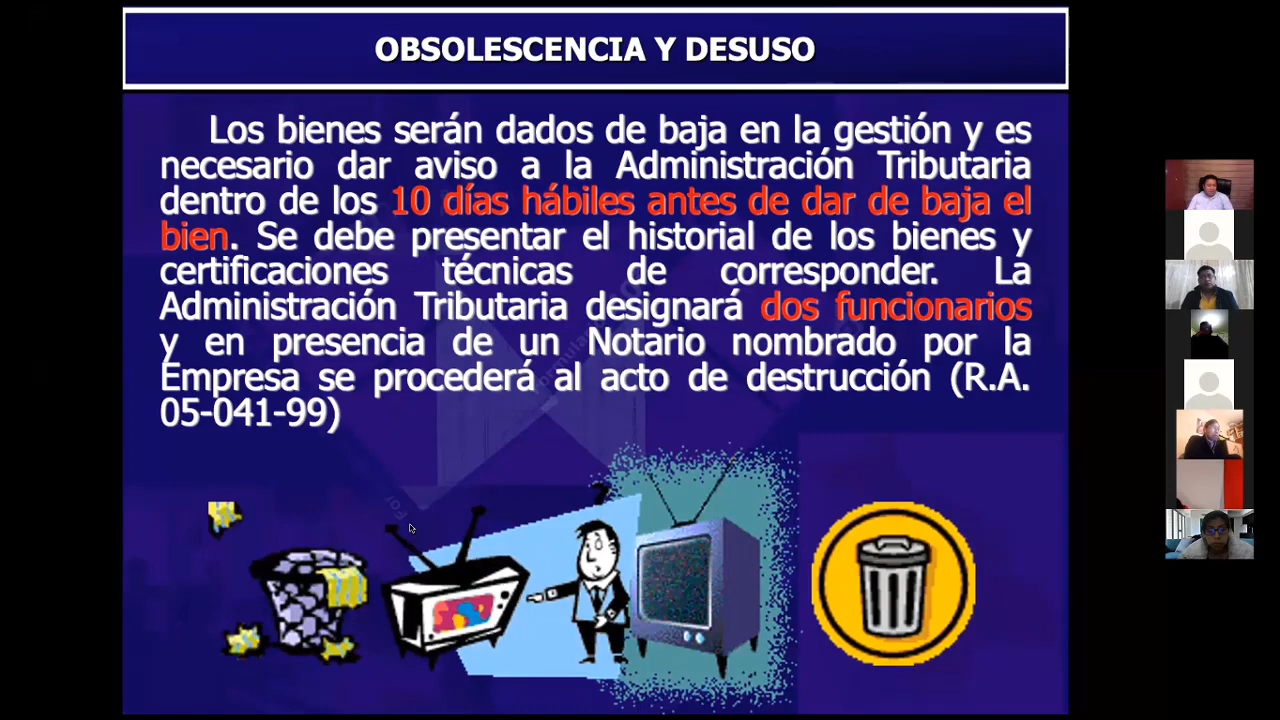 OBSOLESCENCIA Y DESUSO
Los bienes serán dados de baja en la gestión y es
necesario dar aviso a la Administración Tributaria
dentro de los 10 días hábiles antes de dar de baja el
bien. Se debe presentar el historial de los bienes y
certificaciones técnicas de corresponder. La
Administración Tributaria designará dos funcionarios
y en presencia de un Notario nombrado por la
Empresa se procederá al acto de destrucción (R.A.
05-041-99)